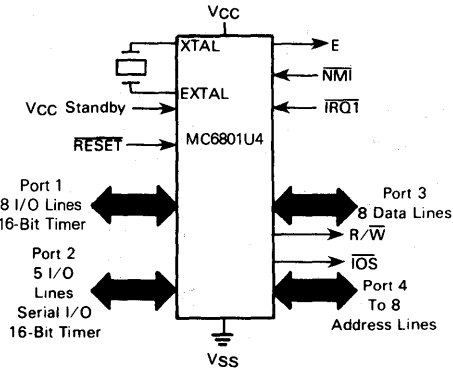 VCC
XTAL
E
NMI
EXTAL
VCC Standby
IRQ1
RESET
MC6801U4
Port 1
8 I/O Lines
16-Bit Timer
Port 3
8 Data Lines
R/W
Port 2
5 I/O
Lines
Serial I/O
16-Bit Timer
IOS
Port 4
To 8
Address Lines
VSS